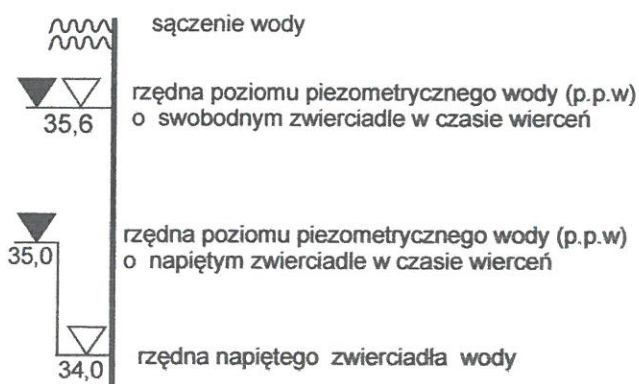 sączenie wody
rzędna poziomu piezometrycznego wody (p.p.w)
35,6 o swobodnym zwierciadle w czasie wierceń
rzędna poziomu piezometrycznego wody (p.p.w)
35,0 o napiętym zwierciadle w czasie wierceń
rzędna napiętego zwierciadła wody
34,0